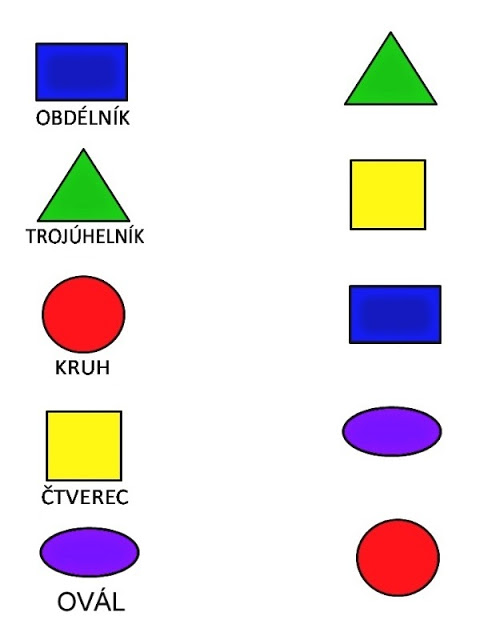 OBDÉLNÍK
TROJÚHELNÍK
KRUH
ČTVEREC
OVÁL